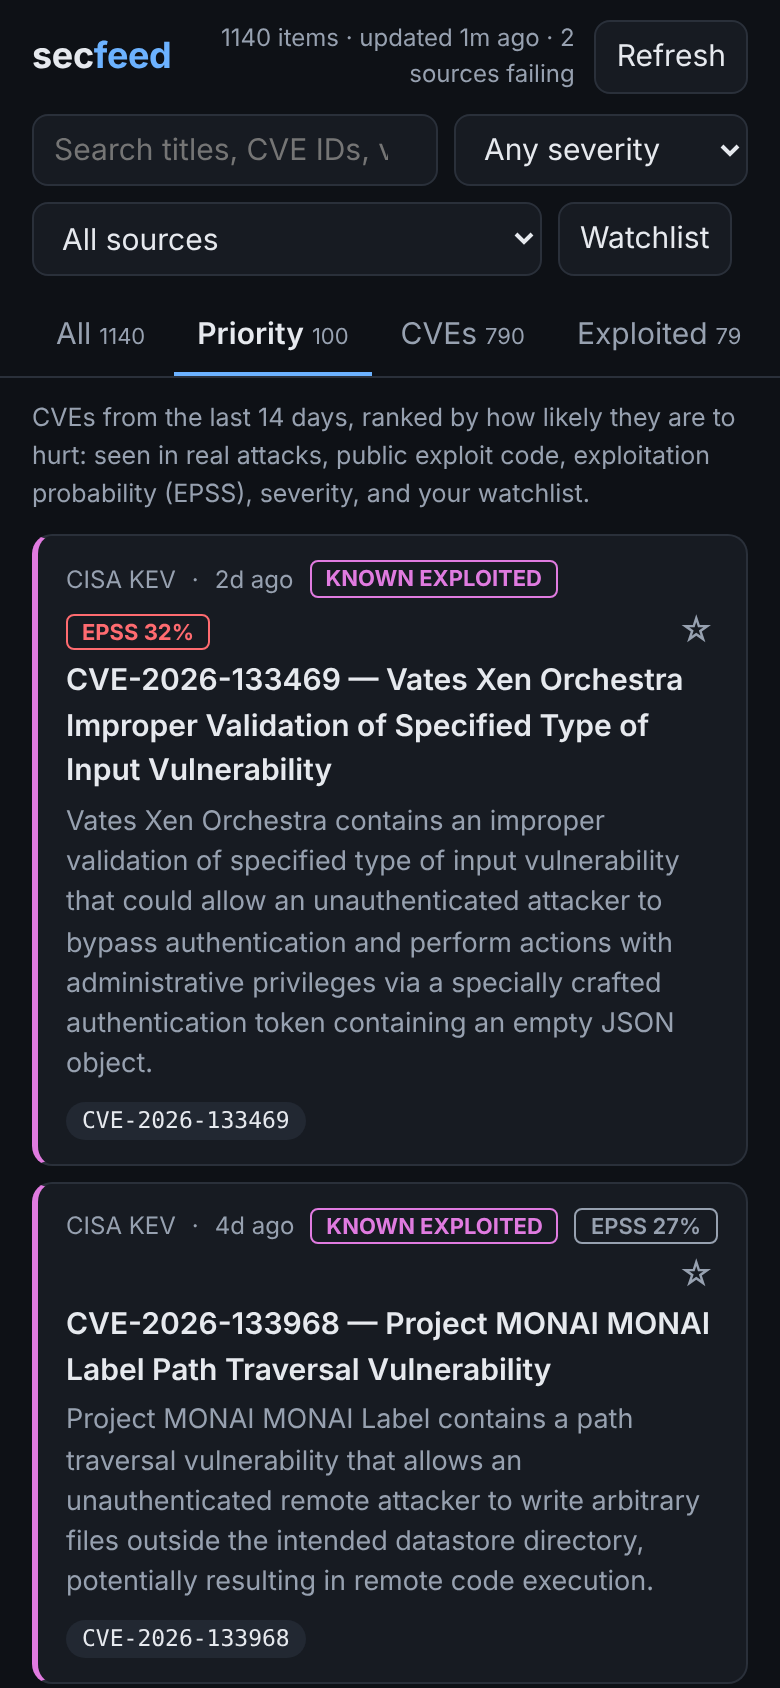 secfeed
1140 items · updated 1m ago · 2
sources failing
Refresh
Search titles, CVE IDs,
Any severity
All sources
Watchlist
All 1140
Priority 100
CVEs 790
Exploited 79
CVEs from the last 14 days, ranked by how likely they are to
hurt: seen in real attacks, public exploit code, exploitation
probability (EPSS), severity, and your watchlist.
CISA KEV · 2d ago KNOWN EXPLOITED
EPSS 32%
CVE-2026-133469 — Vates Xen Orchestra
Improper Validation of Specified Type of
Input Vulnerability
Vates Xen Orchestra contains an improper
validation of specified type of input vulnerability
that could allow an unauthenticated attacker to
bypass authentication and perform actions with
administrative privileges via a specially crafted
authentication token containing an empty JSON
object.
CVE-2026-133469
CISA KEV · 4d ago KNOWN EXPLOITED EPSS 27%
CVE-2026-133968 — Project MONAI MONAI
Label Path Traversal Vulnerability
Project MONAI MONAI Label contains a path
traversal vulnerability that allows an
unauthenticated remote attacker to write arbitrary
files outside the intended datastore directory,
potentially resulting in remote code execution.
CVE-2026-133968